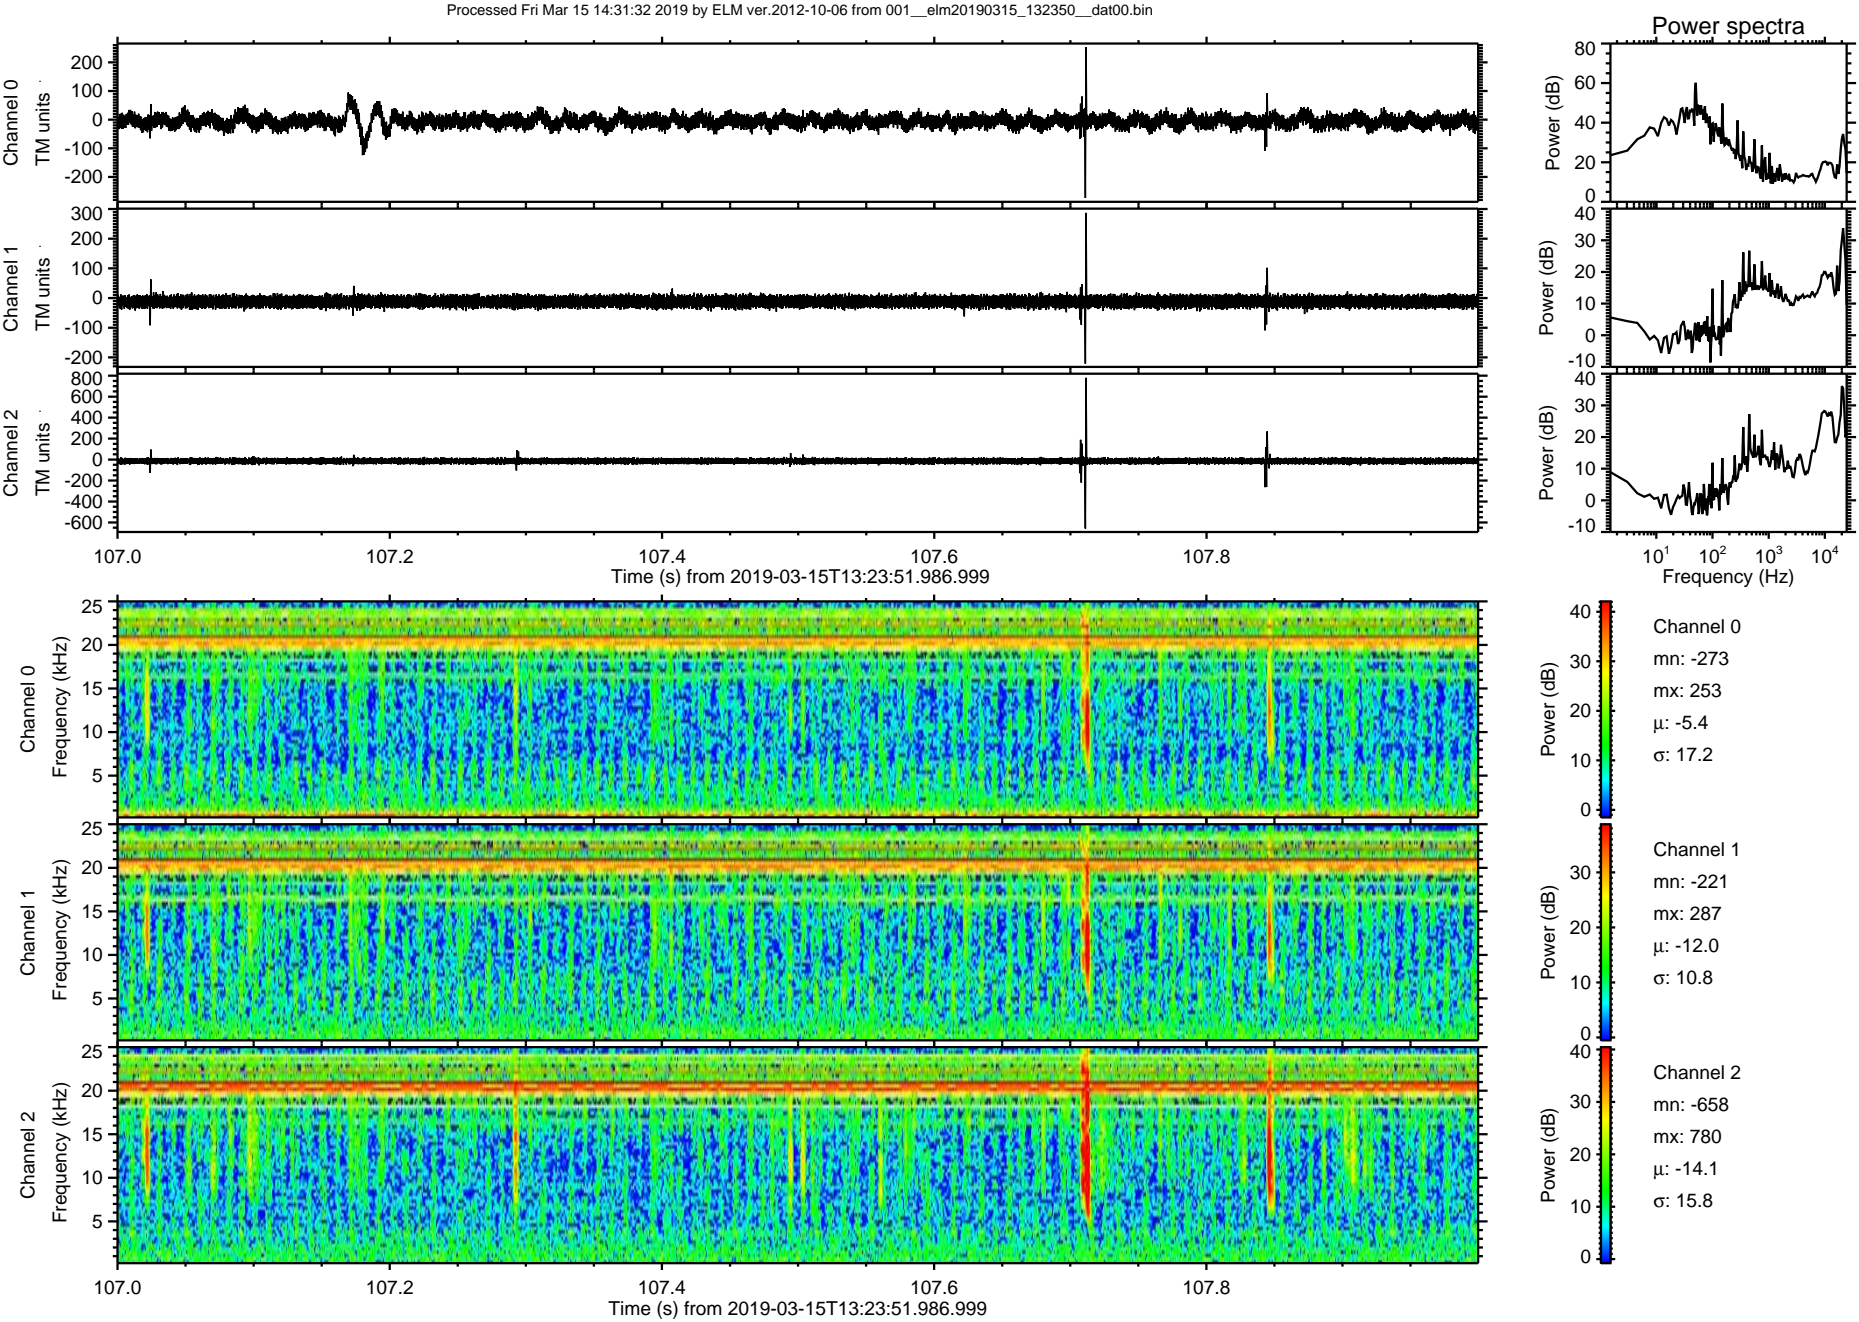 Processed Fri Mar 15 14:31:32 2019 by ELM ver.2012-10-06 from 001__elm20190315_132350__dat00.bin
Power spectra
Channel 0
TM units
200
100
0
-100
-200
Power (dB)
80
60
40
20
0
Channel 1
TM units
300
200
100
0
-100
-200
Power (dB)
40
30
20
10
0
-10
Channel 2
TM units
800
600
400
200
0
-200
-400
-600
Power (dB)
40
30
20
10
0
-10
107.0 107.2 107.4 107.6 107.8
Time (s) from 2019-03-15T13:23:51.986.999
10^1 10^2 10^3 10^4
Frequency (Hz)
Channel 0
Frequency (kHz)
25
20
15
10
5
Power (dB)
40
30
20
10
0
Channel 0
mn: -273
mx: 253
μ: -5.4
σ: 17.2
Channel 1
Frequency (kHz)
25
20
15
10
5
Power (dB)
30
20
10
0
Channel 1
mn: -221
mx: 287
μ: -12.0
σ: 10.8
Channel 2
Frequency (kHz)
25
20
15
10
5
Power (dB)
40
30
20
10
0
Channel 2
mn: -658
mx: 780
μ: -14.1
σ: 15.8
107.0 107.2 107.4 107.6 107.8
Time (s) from 2019-03-15T13:23:51.986.999